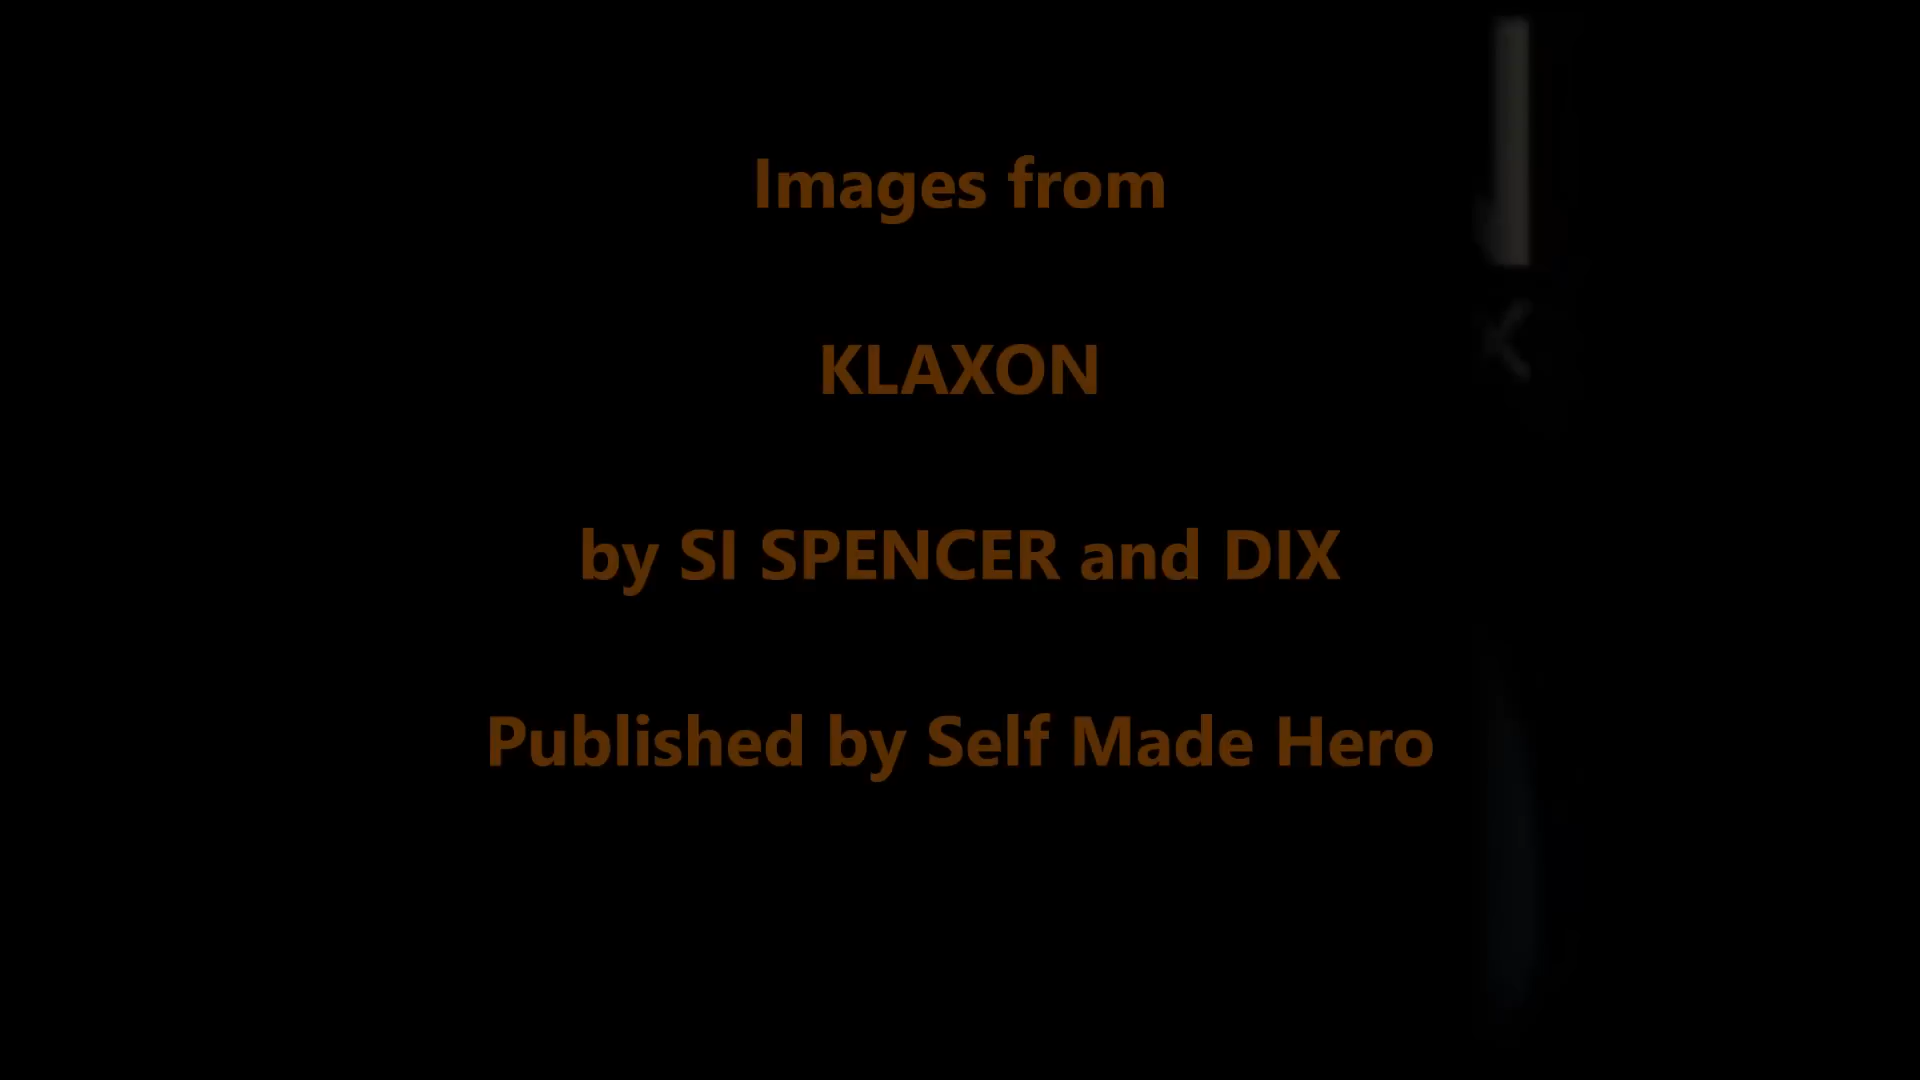 Images from
KLAXON
by SI SPENCER and DIX
Published by Self Made Hero